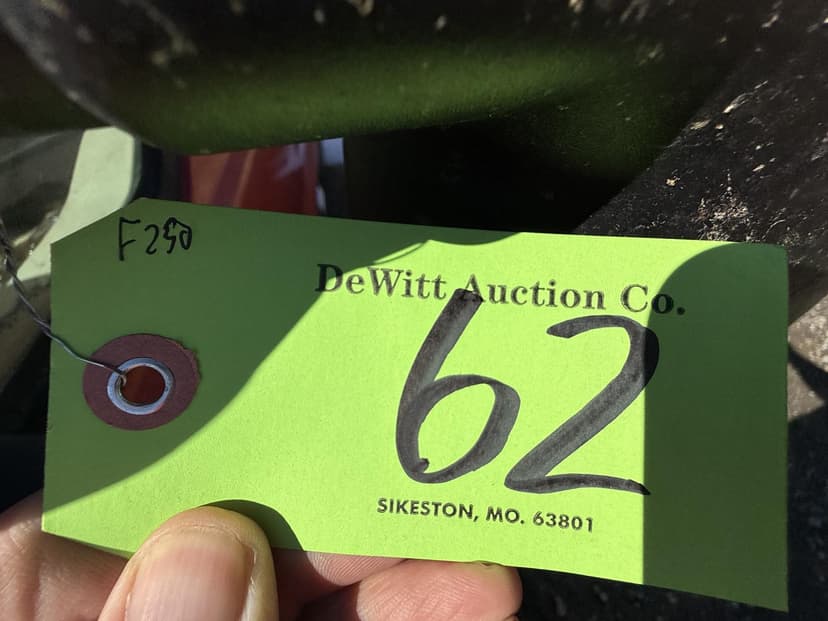 F250
DeWitt Auction Co.
62
SIKESTON, MO. 63801